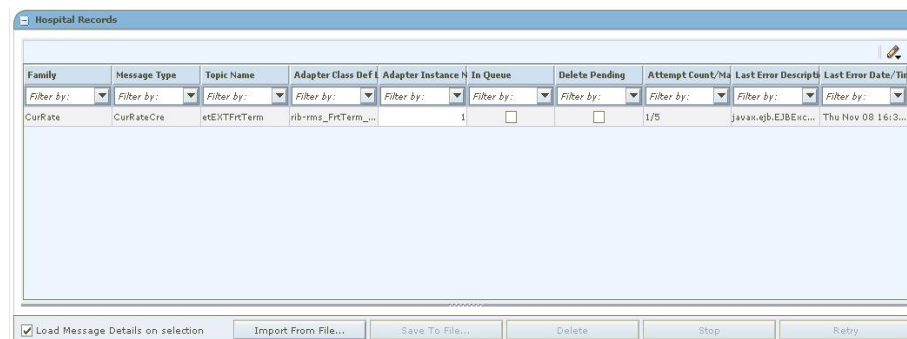 Hospital Records
Family Message Type Topic Name Adapter Class Def I Adapter Instance N In Queue Delete Pending Attempt Count/Ma Last Error Descripti Last Error Date/Tin
Filter by: Filter by: Filter by: Filter by: Filter by: Filter by: Filter by: Filter by: Filter by: Filter by:
CurRate CurRateCre etEXTFrtTerm rib-rms_FrtTerm_... 1 1/5 javax.ejb.EJBExc... Thu Nov 08 16:3...
Load Message Details on selection Import From File... Save To File... Delete Stop Retry